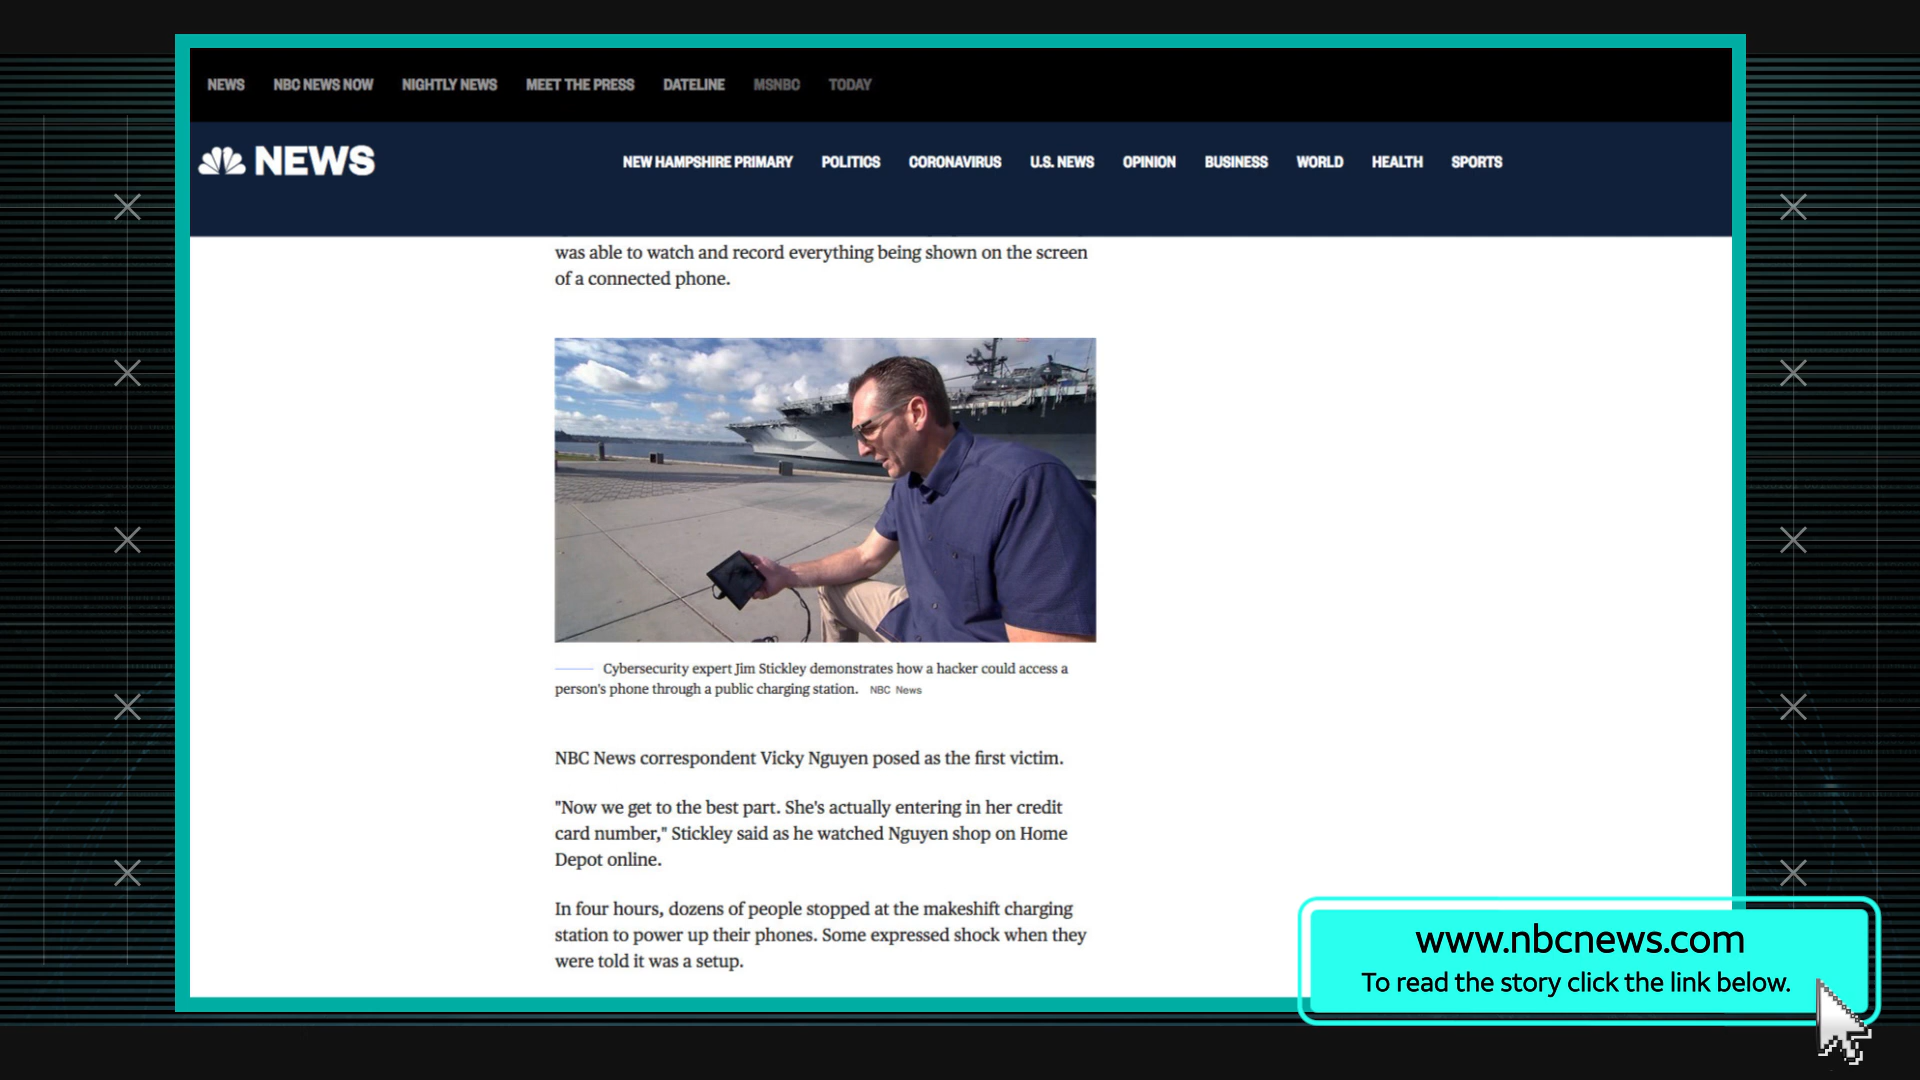 NEWS NBC NEWS NOW NIGHTLY NEWS MEET THE PRESS DATELINE MSNBC TODAY
NEWS
NEW HAMPSHIRE PRIMARY POLITICS CORONAVIRUS U.S. NEWS OPINION BUSINESS WORLD HEALTH SPORTS
was able to watch and record everything being shown on the screen
of a connected phone.
Cybersecurity expert Jim Stickley demonstrates how a hacker could access a
person's phone through a public charging station. NBC News
NBC News correspondent Vicky Nguyen posed as the first victim.
"Now we get to the best part. She's actually entering in her credit
card number," Stickley said as he watched Nguyen shop on Home
Depot online.
In four hours, dozens of people stopped at the makeshift charging
station to power up their phones. Some expressed shock when they
were told it was a setup.
www.nbcnews.com
To read the story click the link below.